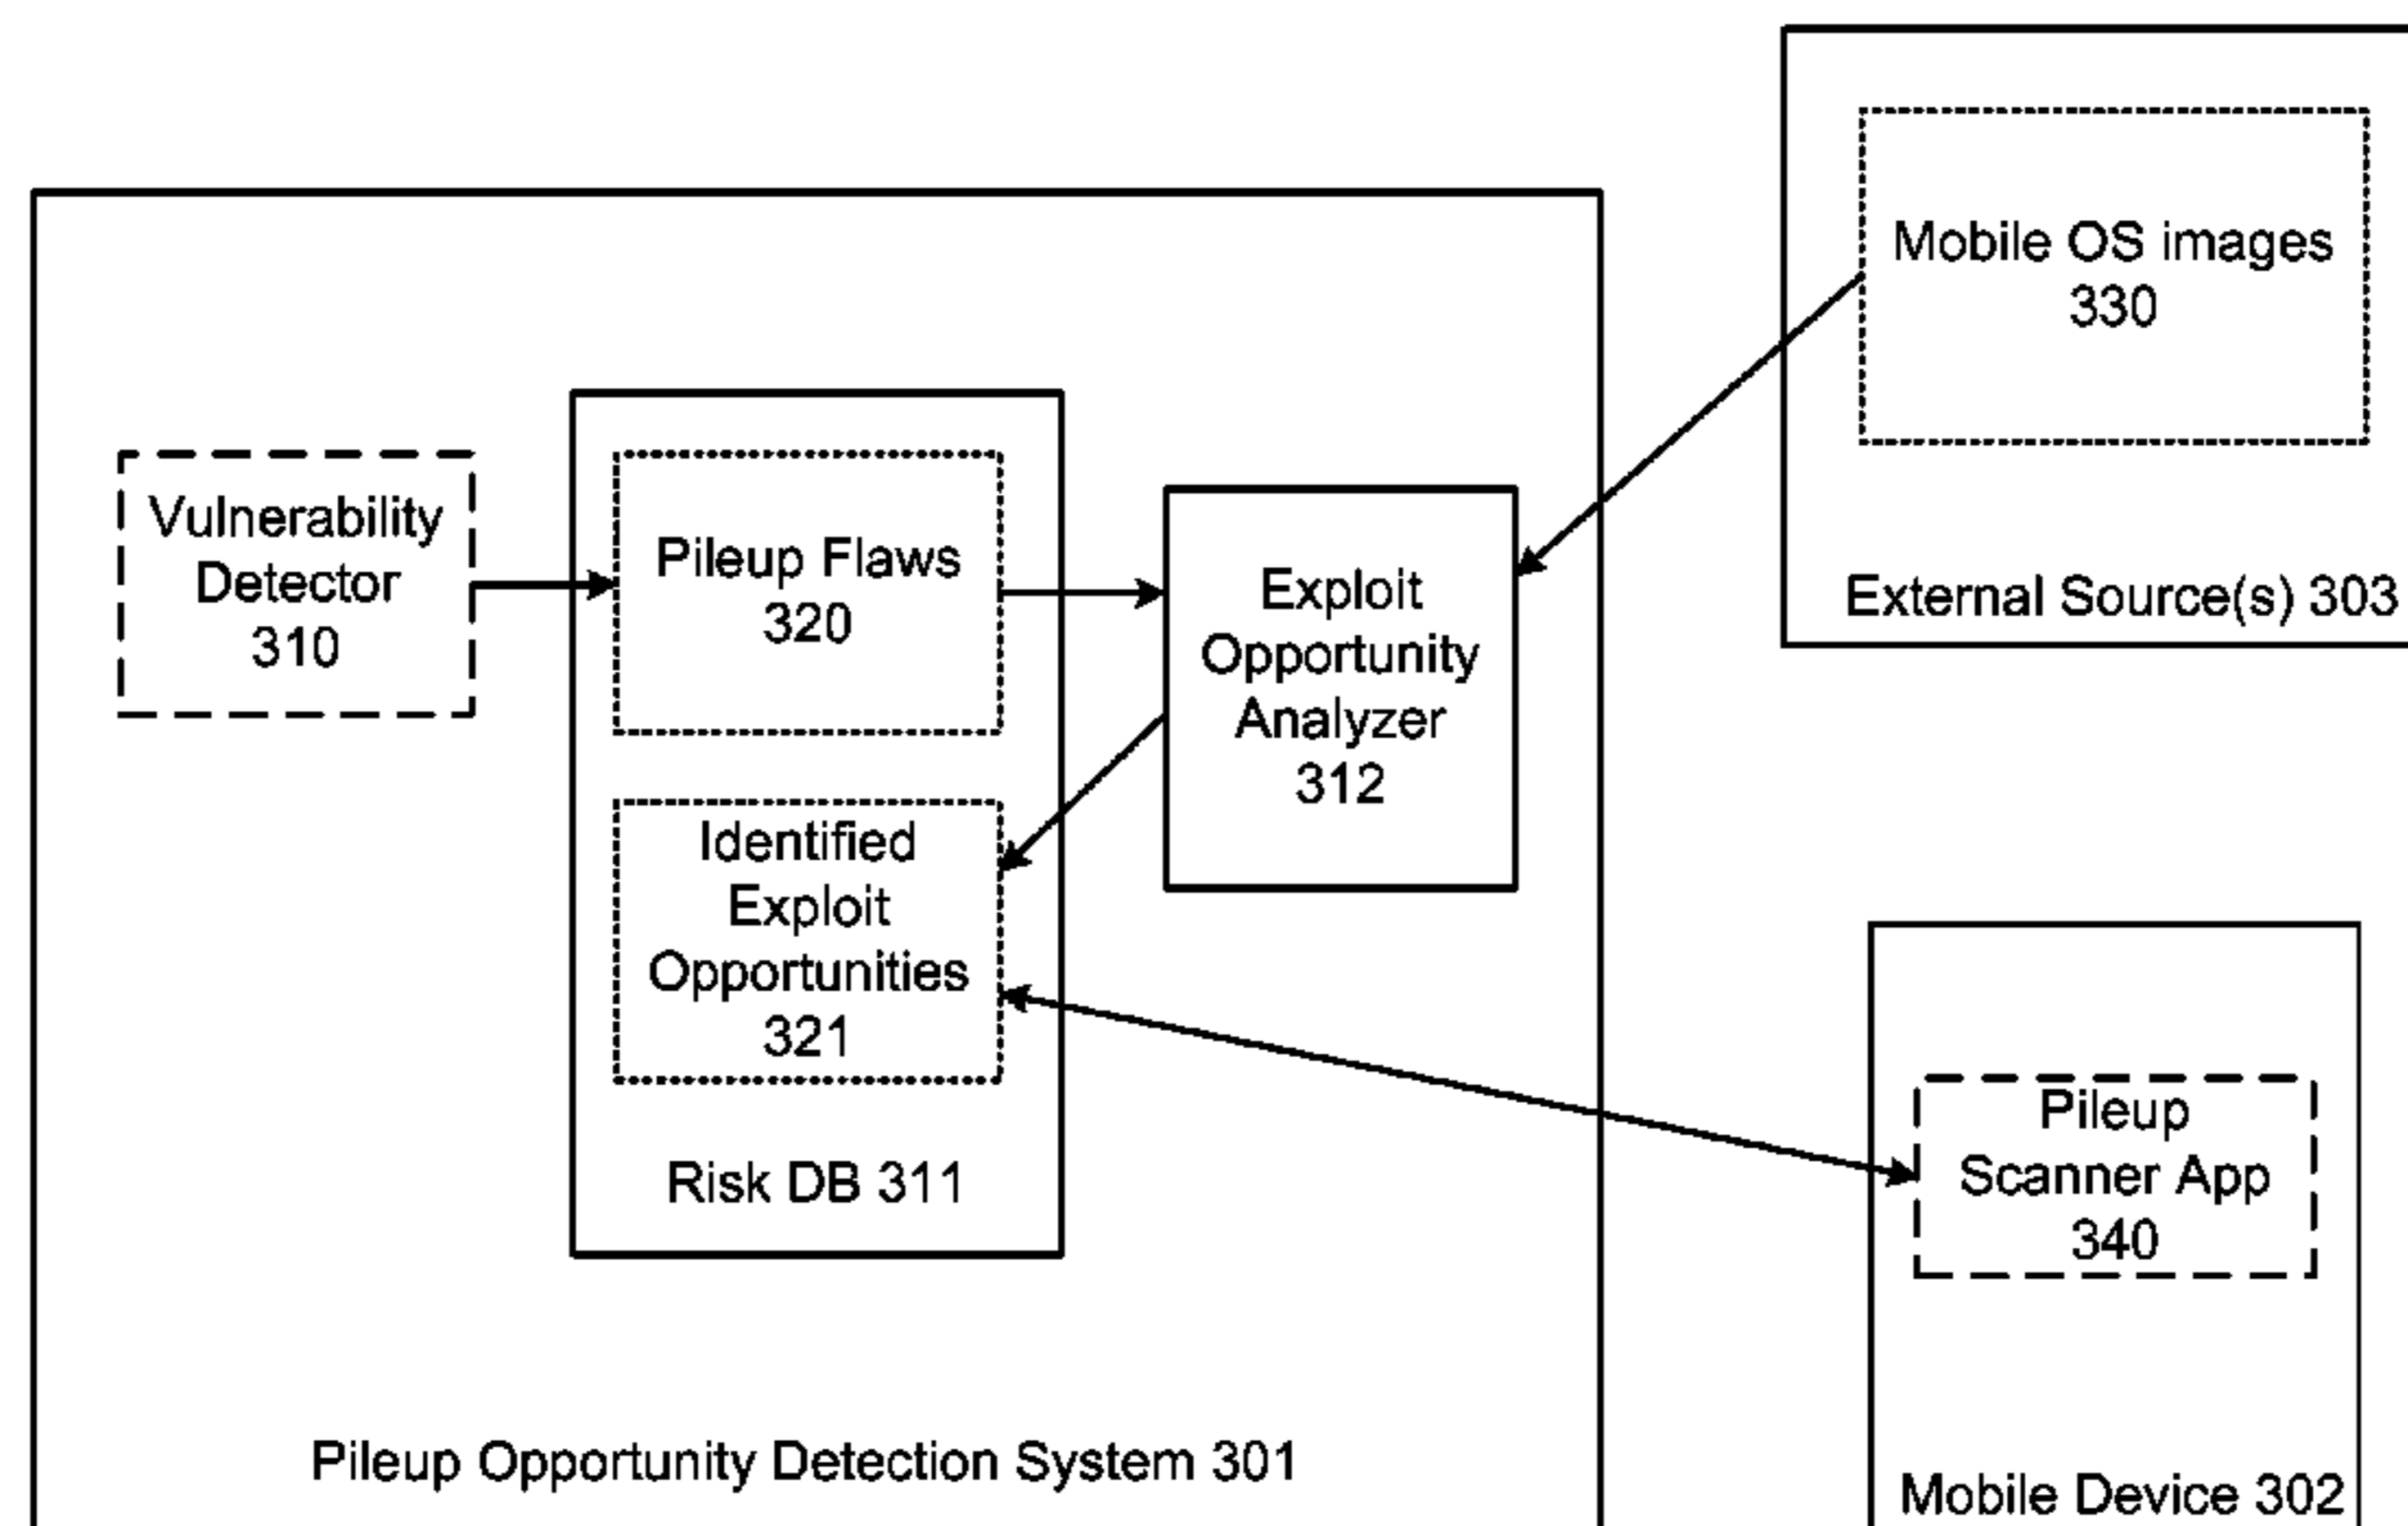 Mobile OS images
330
External Source(s) 303
Vulnerability
Detector
310
Pileup Flaws
320
Exploit
Opportunity
Analyzer
312
Identified
Exploit
Opportunities
321
Risk DB 311
Pileup
Scanner App
340
Pileup Opportunity Detection System 301
Mobile Device 302